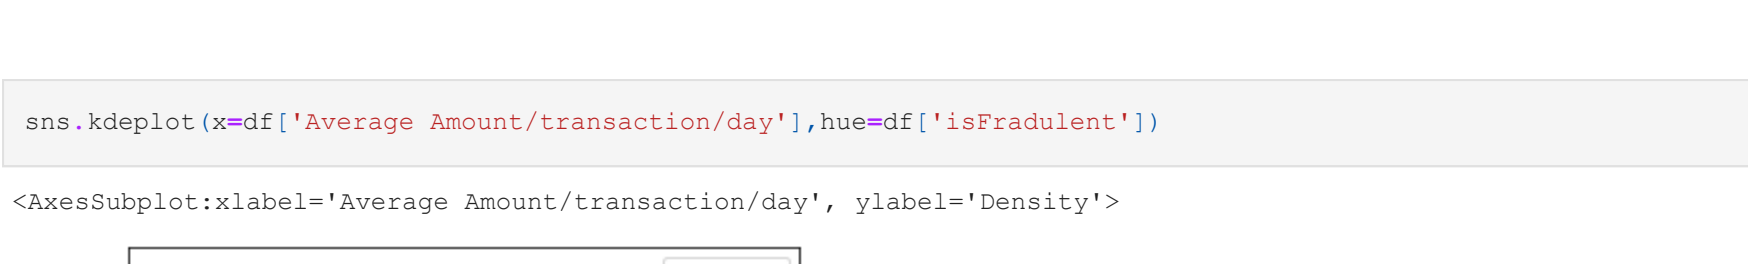 sns.kdeplot(x=df['Average Amount/transaction/day'],hue=df['isFradulent'])
<AxesSubplot:xlabel='Average Amount/transaction/day', ylabel='Density'>